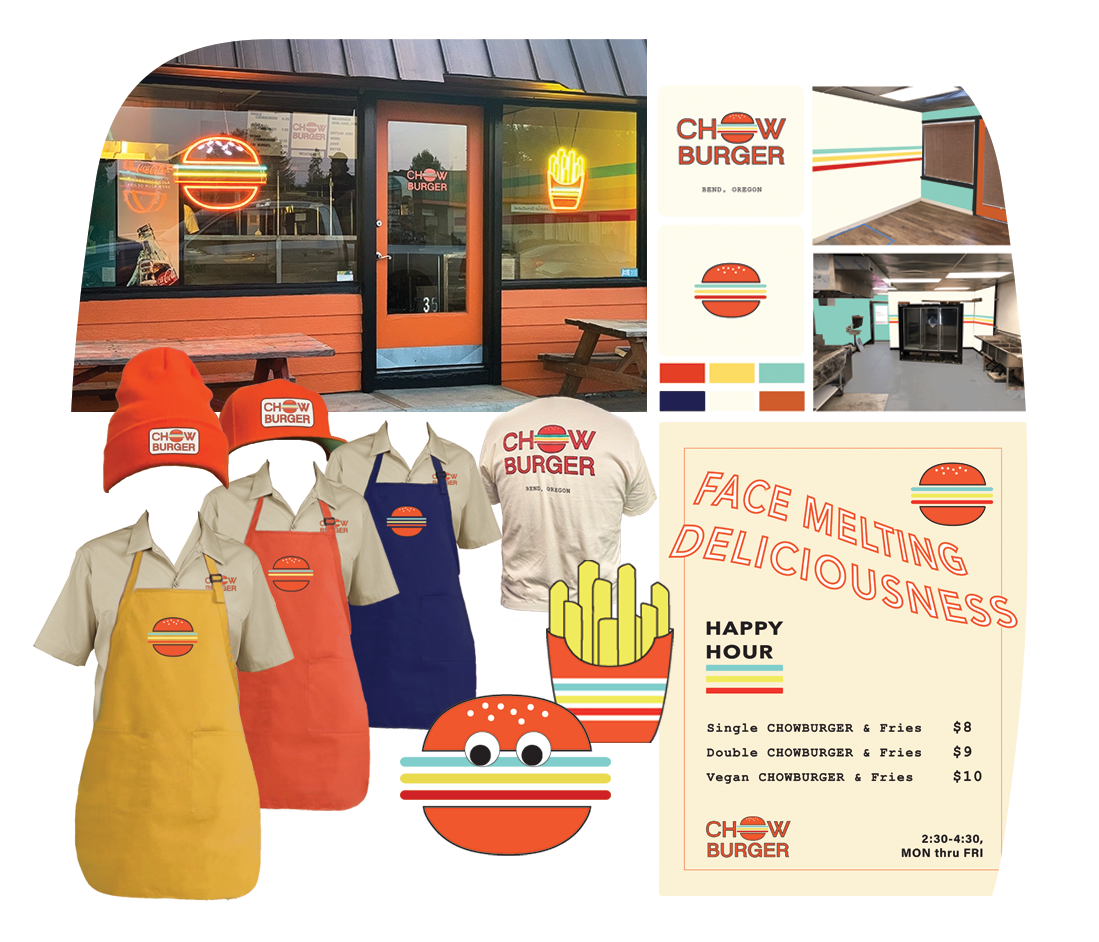 CHOW
BURGER
35
CHOW
BURGER
BEND, OREGON
CHOW
BURGER
CHOW
BURGER
CHOW
BURGER
BEND, OREGON
FACE MELTING
DELICIOUSNESS
HAPPY
HOUR
Single CHOWBURGER & Fries $8
Double CHOWBURGER & Fries $9
Vegan CHOWBURGER & Fries $10
CHOW
BURGER
2:30-4:30,
MON thru FRI